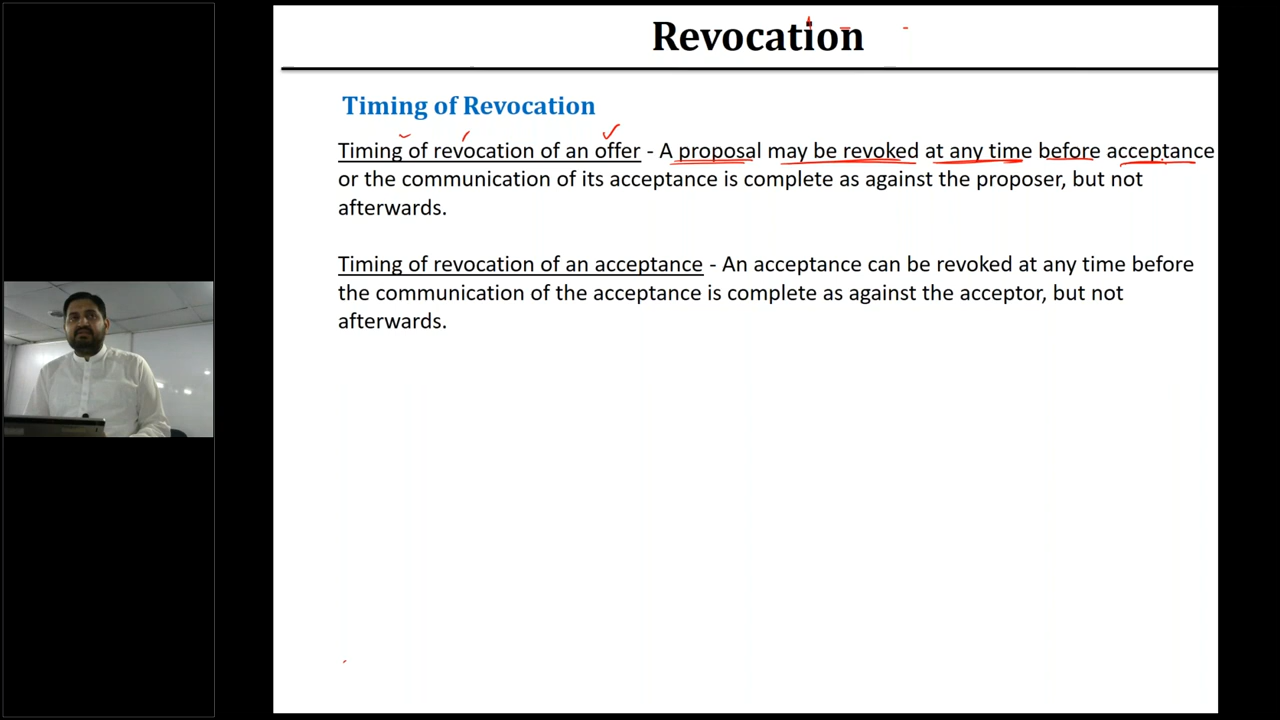 Revocation
Timing of Revocation
Timing of revocation of an offer - A proposal may be revoked at any time before acceptance
or the communication of its acceptance is complete as against the proposer, but not
afterwards.
Timing of revocation of an acceptance - An acceptance can be revoked at any time before
the communication of the acceptance is complete as against the acceptor, but not
afterwards.